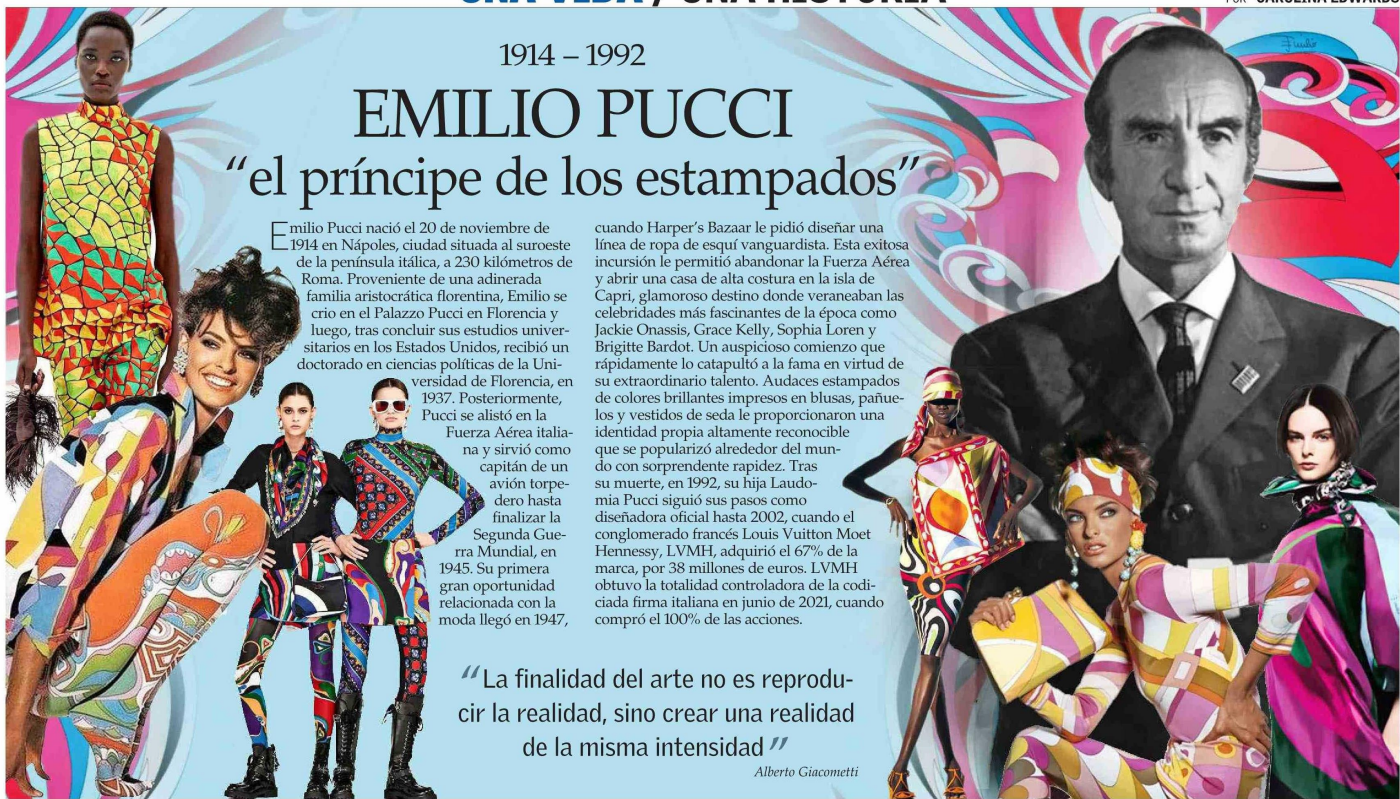 UNA VIDA / UNA HISTORIA
POR CAROLINA EDWARDS
1914 – 1992
EMILIO PUCCI
“el príncipe de los estampados”
Emilio Pucci nació el 20 de noviembre de
1914 en Nápoles, ciudad situada al suroeste
de la península itálica, a 230 kilómetros de
Roma. Proveniente de una adinerada
familia aristocrática florentina, Emilio se
crio en el Palazzo Pucci en Florencia y
luego, tras concluir sus estudios univer-
sitarios en los Estados Unidos, recibió un
doctorado en ciencias políticas de la Uni-
versidad de Florencia, en
1937. Posteriormente,
Pucci se alistó en la
Fuerza Aérea italia-
na y sirvió como
capitán de un
avión torpe-
dero hasta
finalizar la
Segunda Gue-
rra Mundial, en
1945. Su primera
gran oportunidad
relacionada con la
moda llegó en 1947,
cuando Harper’s Bazaar le pidió diseñar una
línea de ropa de esquí vanguardista. Esta exitosa
incursión le permitió abandonar la Fuerza Aérea
y abrir una casa de alta costura en la isla de
Capri, glamoroso destino donde veraneaban las
celebridades más fascinantes de la época como
Jackie Onassis, Grace Kelly, Sophia Loren y
Brigitte Bardot. Un auspicioso comienzo que
rápidamente lo catapultó a la fama en virtud de
su extraordinario talento. Audaces estampados
de colores brillantes impresos en blusas, pañue-
los y vestidos de seda le proporcionaron una
identidad propia altamente reconocible
que se popularizó alrededor del mun-
do con sorprendente rapidez. Tras
su muerte, en 1992, su hija Laudo-
mia Pucci siguió sus pasos como
diseñadora oficial hasta 2002, cuando el
conglomerado francés Louis Vuitton Moet
Hennessy, LVMH, adquirió el 67% de la
marca, por 38 millones de euros. LVMH
obtuvo la totalidad controladora de la codi-
ciada firma italiana en junio de 2021, cuando
compró el 100% de las acciones.
“La finalidad del arte no es reprodu-
cir la realidad, sino crear una realidad
de la misma intensidad”
Alberto Giacometti
Emilio